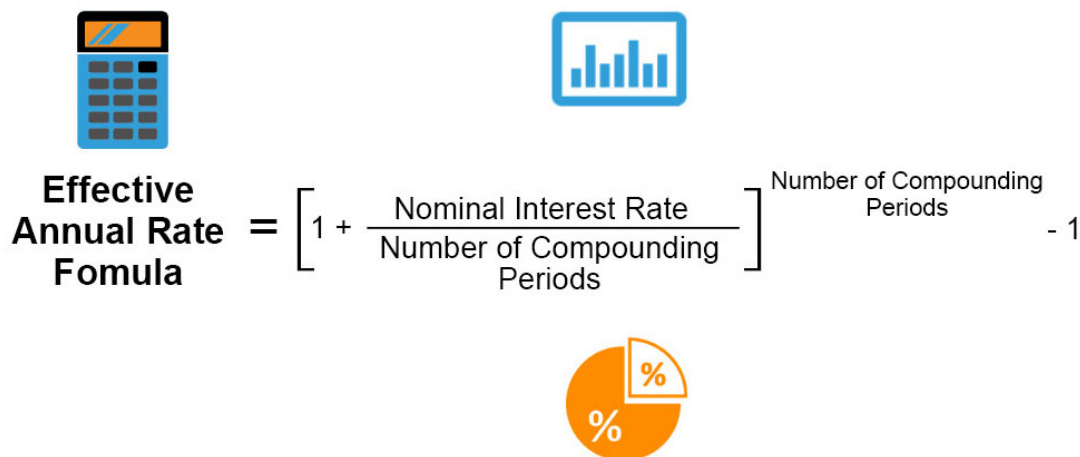 Effective
Annual Rate
Fomula
=
[
1 +
Nominal Interest Rate
Number of Compounding
Periods
]
Number of Compounding
Periods
- 1
%
%